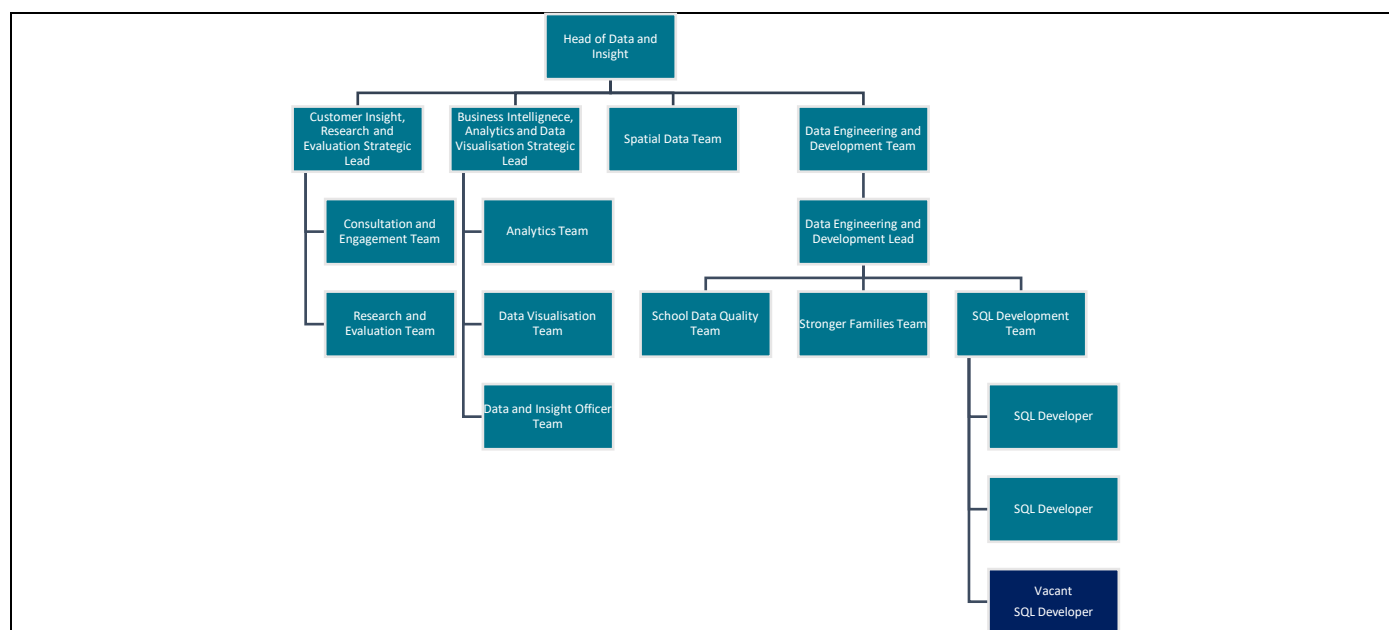 Head of Data and
Insight
Customer Insight,
Research and
Evaluation Strategic
Lead
Business Intellignece,
Analytics and Data
Visualisation Strategic
Lead
Spatial Data Team
Data Engineering and
Development Team
Consultation and
Engagement Team
Analytics Team
Data Engineering and
Development Lead
Research and
Evaluation Team
Data Visualisation
Team
School Data Quality
Team
Stronger Families Team
SQL Development
Team
Data and Insight Officer
Team
SQL Developer
SQL Developer
Vacant
SQL Developer